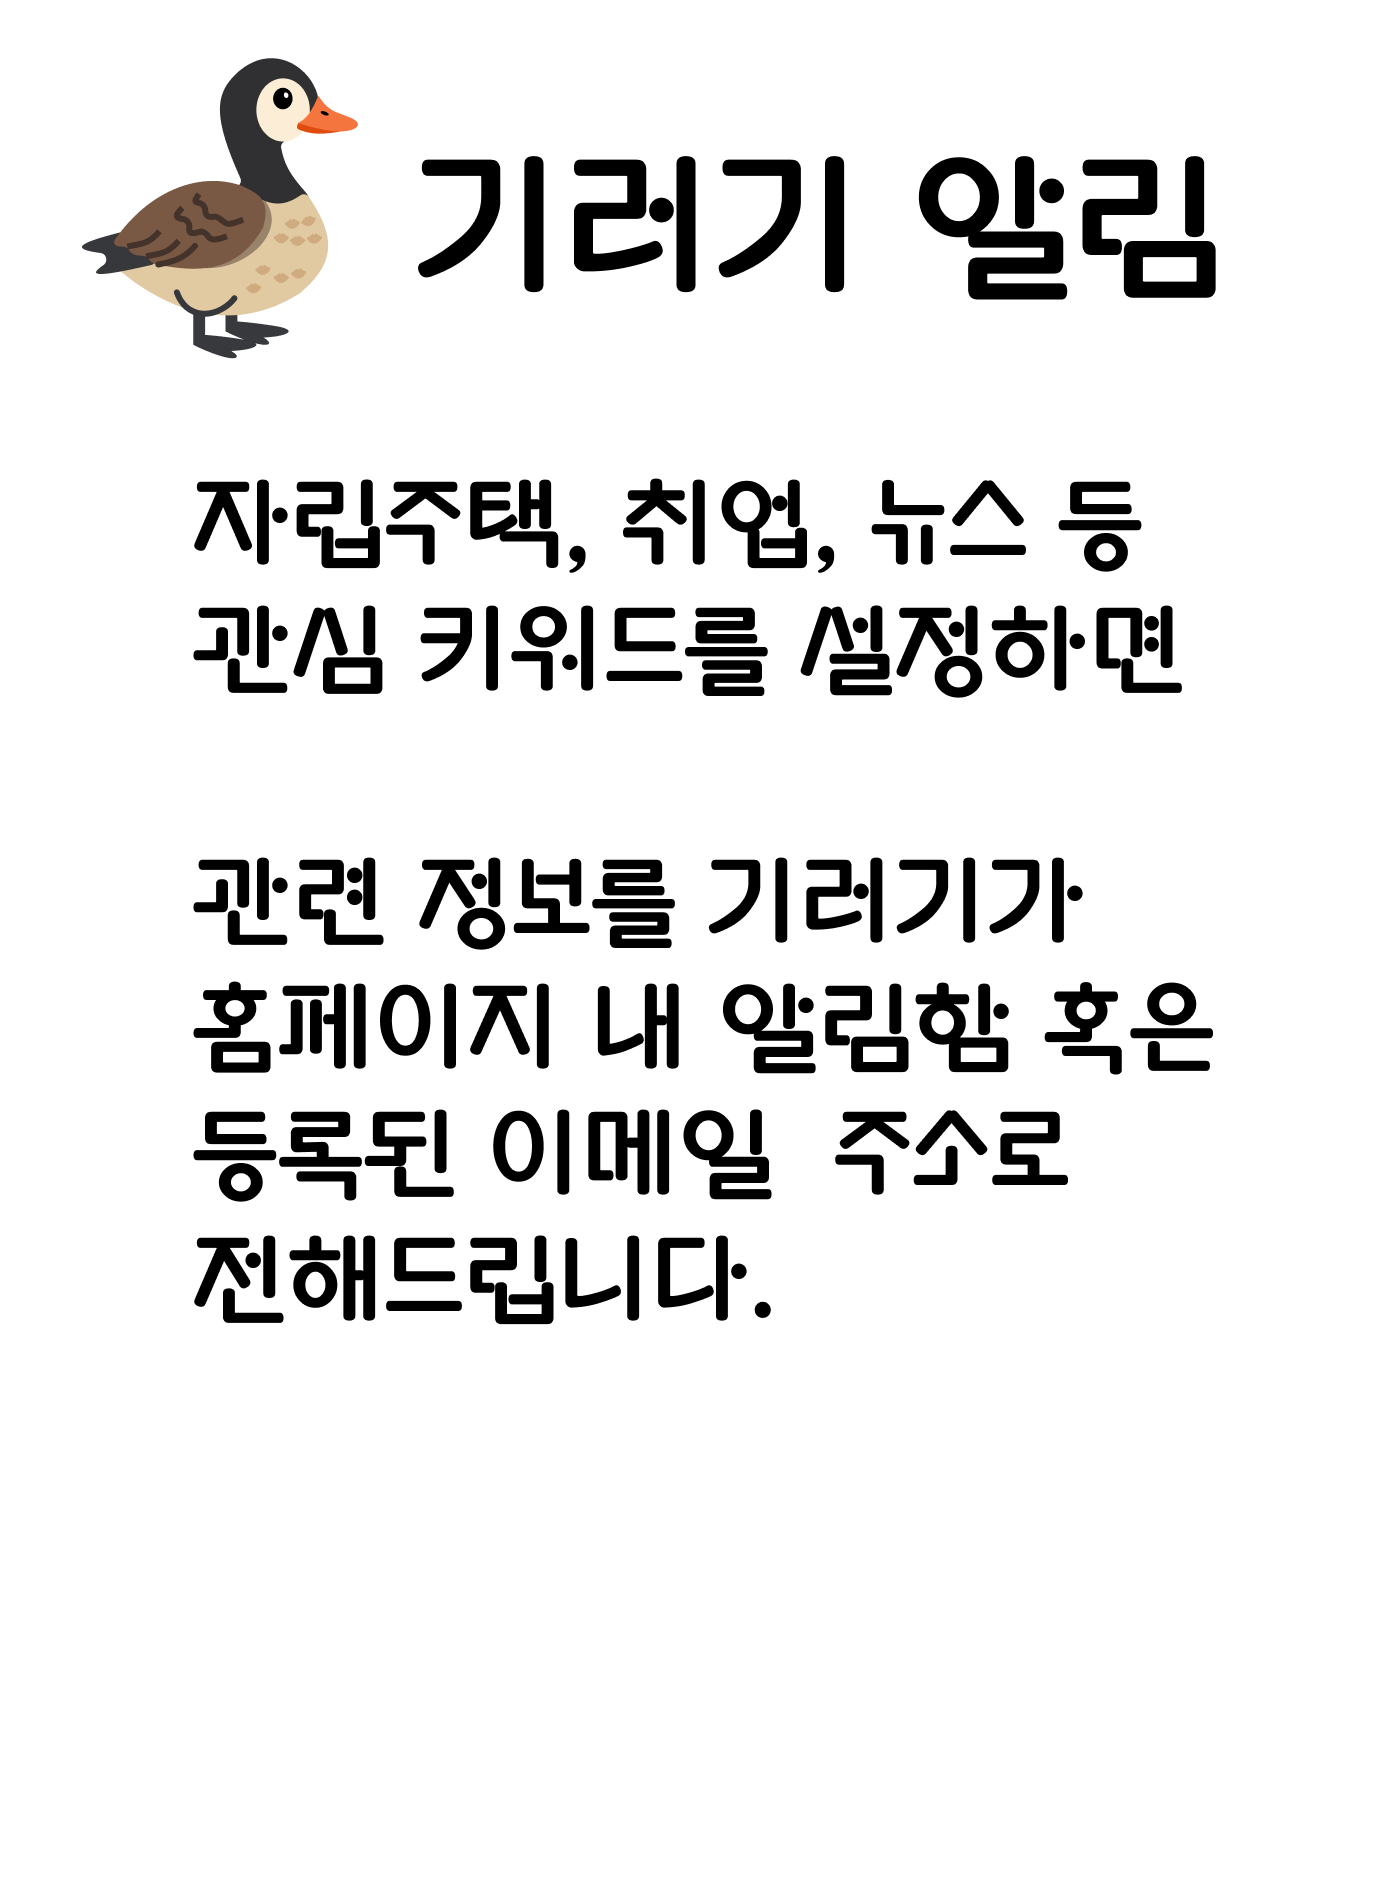 기러기 알림
자립주택, 취업, 뉴스 등
관심 키워드를 설정하면
관련 정보를 기러기가
홈페이지 내 알림함 혹은
등록된 이메일 주소로
전해드립니다.